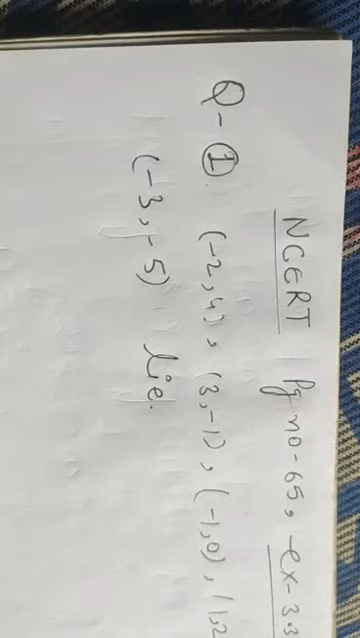 NCERT Pg no-65, ex-3.3
Q-① (-2,4), (3,-1), (-1,0), (1,2
(-3,-5) lie.